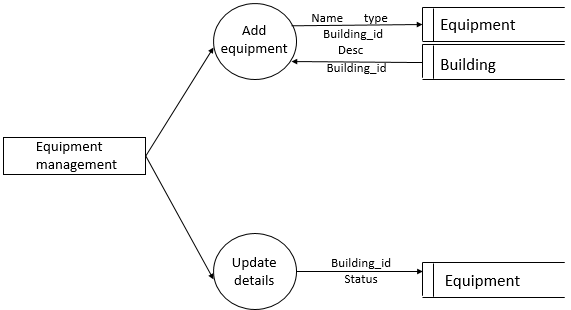 Name type
Building_id
Desc
Building_id
Add
equipment
Equipment
Building
Equipment
management
Update
details
Building_id
Status
Equipment